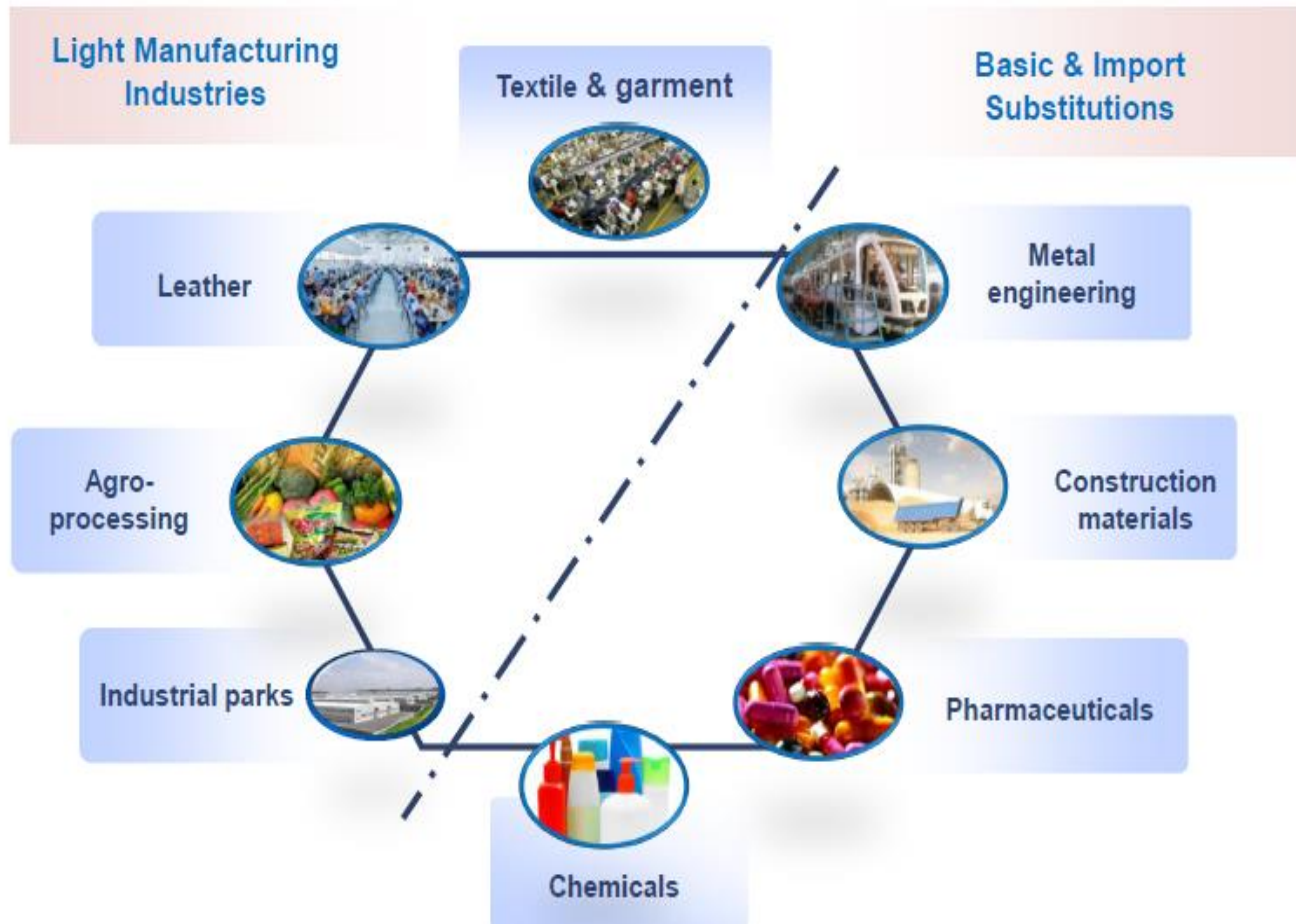 Light Manufacturing
Industries
Textile & garment
Basic & Import
Substitutions
Leather
Metal
engineering
Agro-
processing
Construction
materials
Industrial parks
Pharmaceuticals
Chemicals